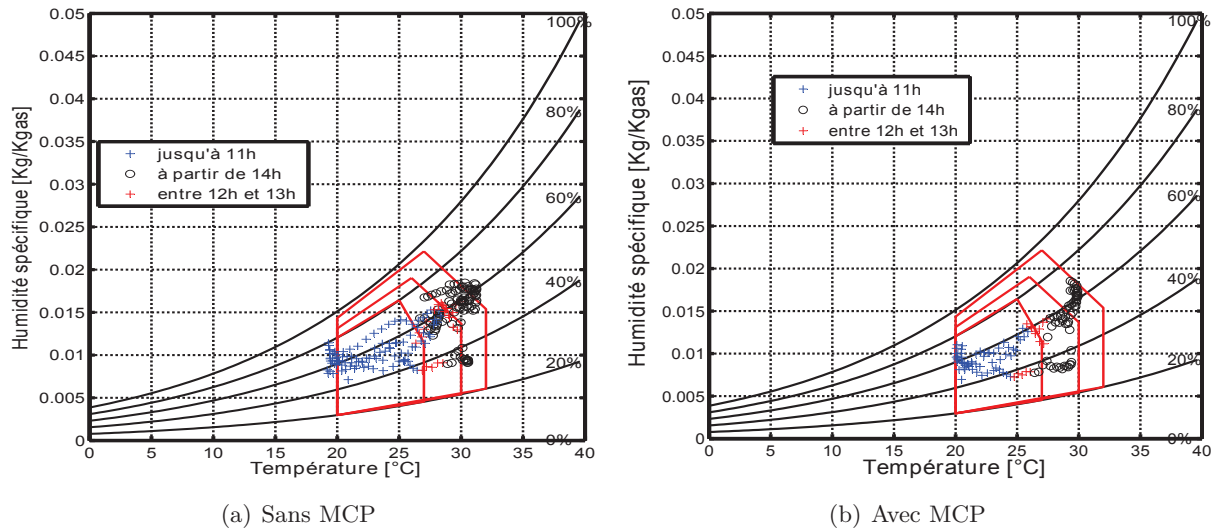 0.05
0.045
0.04
0.035
0.03
0.025
0.02
0.015
0.01
0.005
0
Humidité spécifique [Kg/Kgas]
100%
80%
60%
40%
20%
0%
jusqu'à 11h
à partir de 14h
entre 12h et 13h
0 5 10 15 20 25 30 35 40
Température [°C]
(a) Sans MCP
0.05
0.045
0.04
0.035
0.03
0.025
0.02
0.015
0.01
0.005
0
Humidité spécifique [Kg/Kgas]
100%
80%
60%
40%
20%
0%
jusqu'à 11h
à partir de 14h
entre 12h et 13h
0 5 10 15 20 25 30 35 40
Température [°C]
(b) Avec MCP